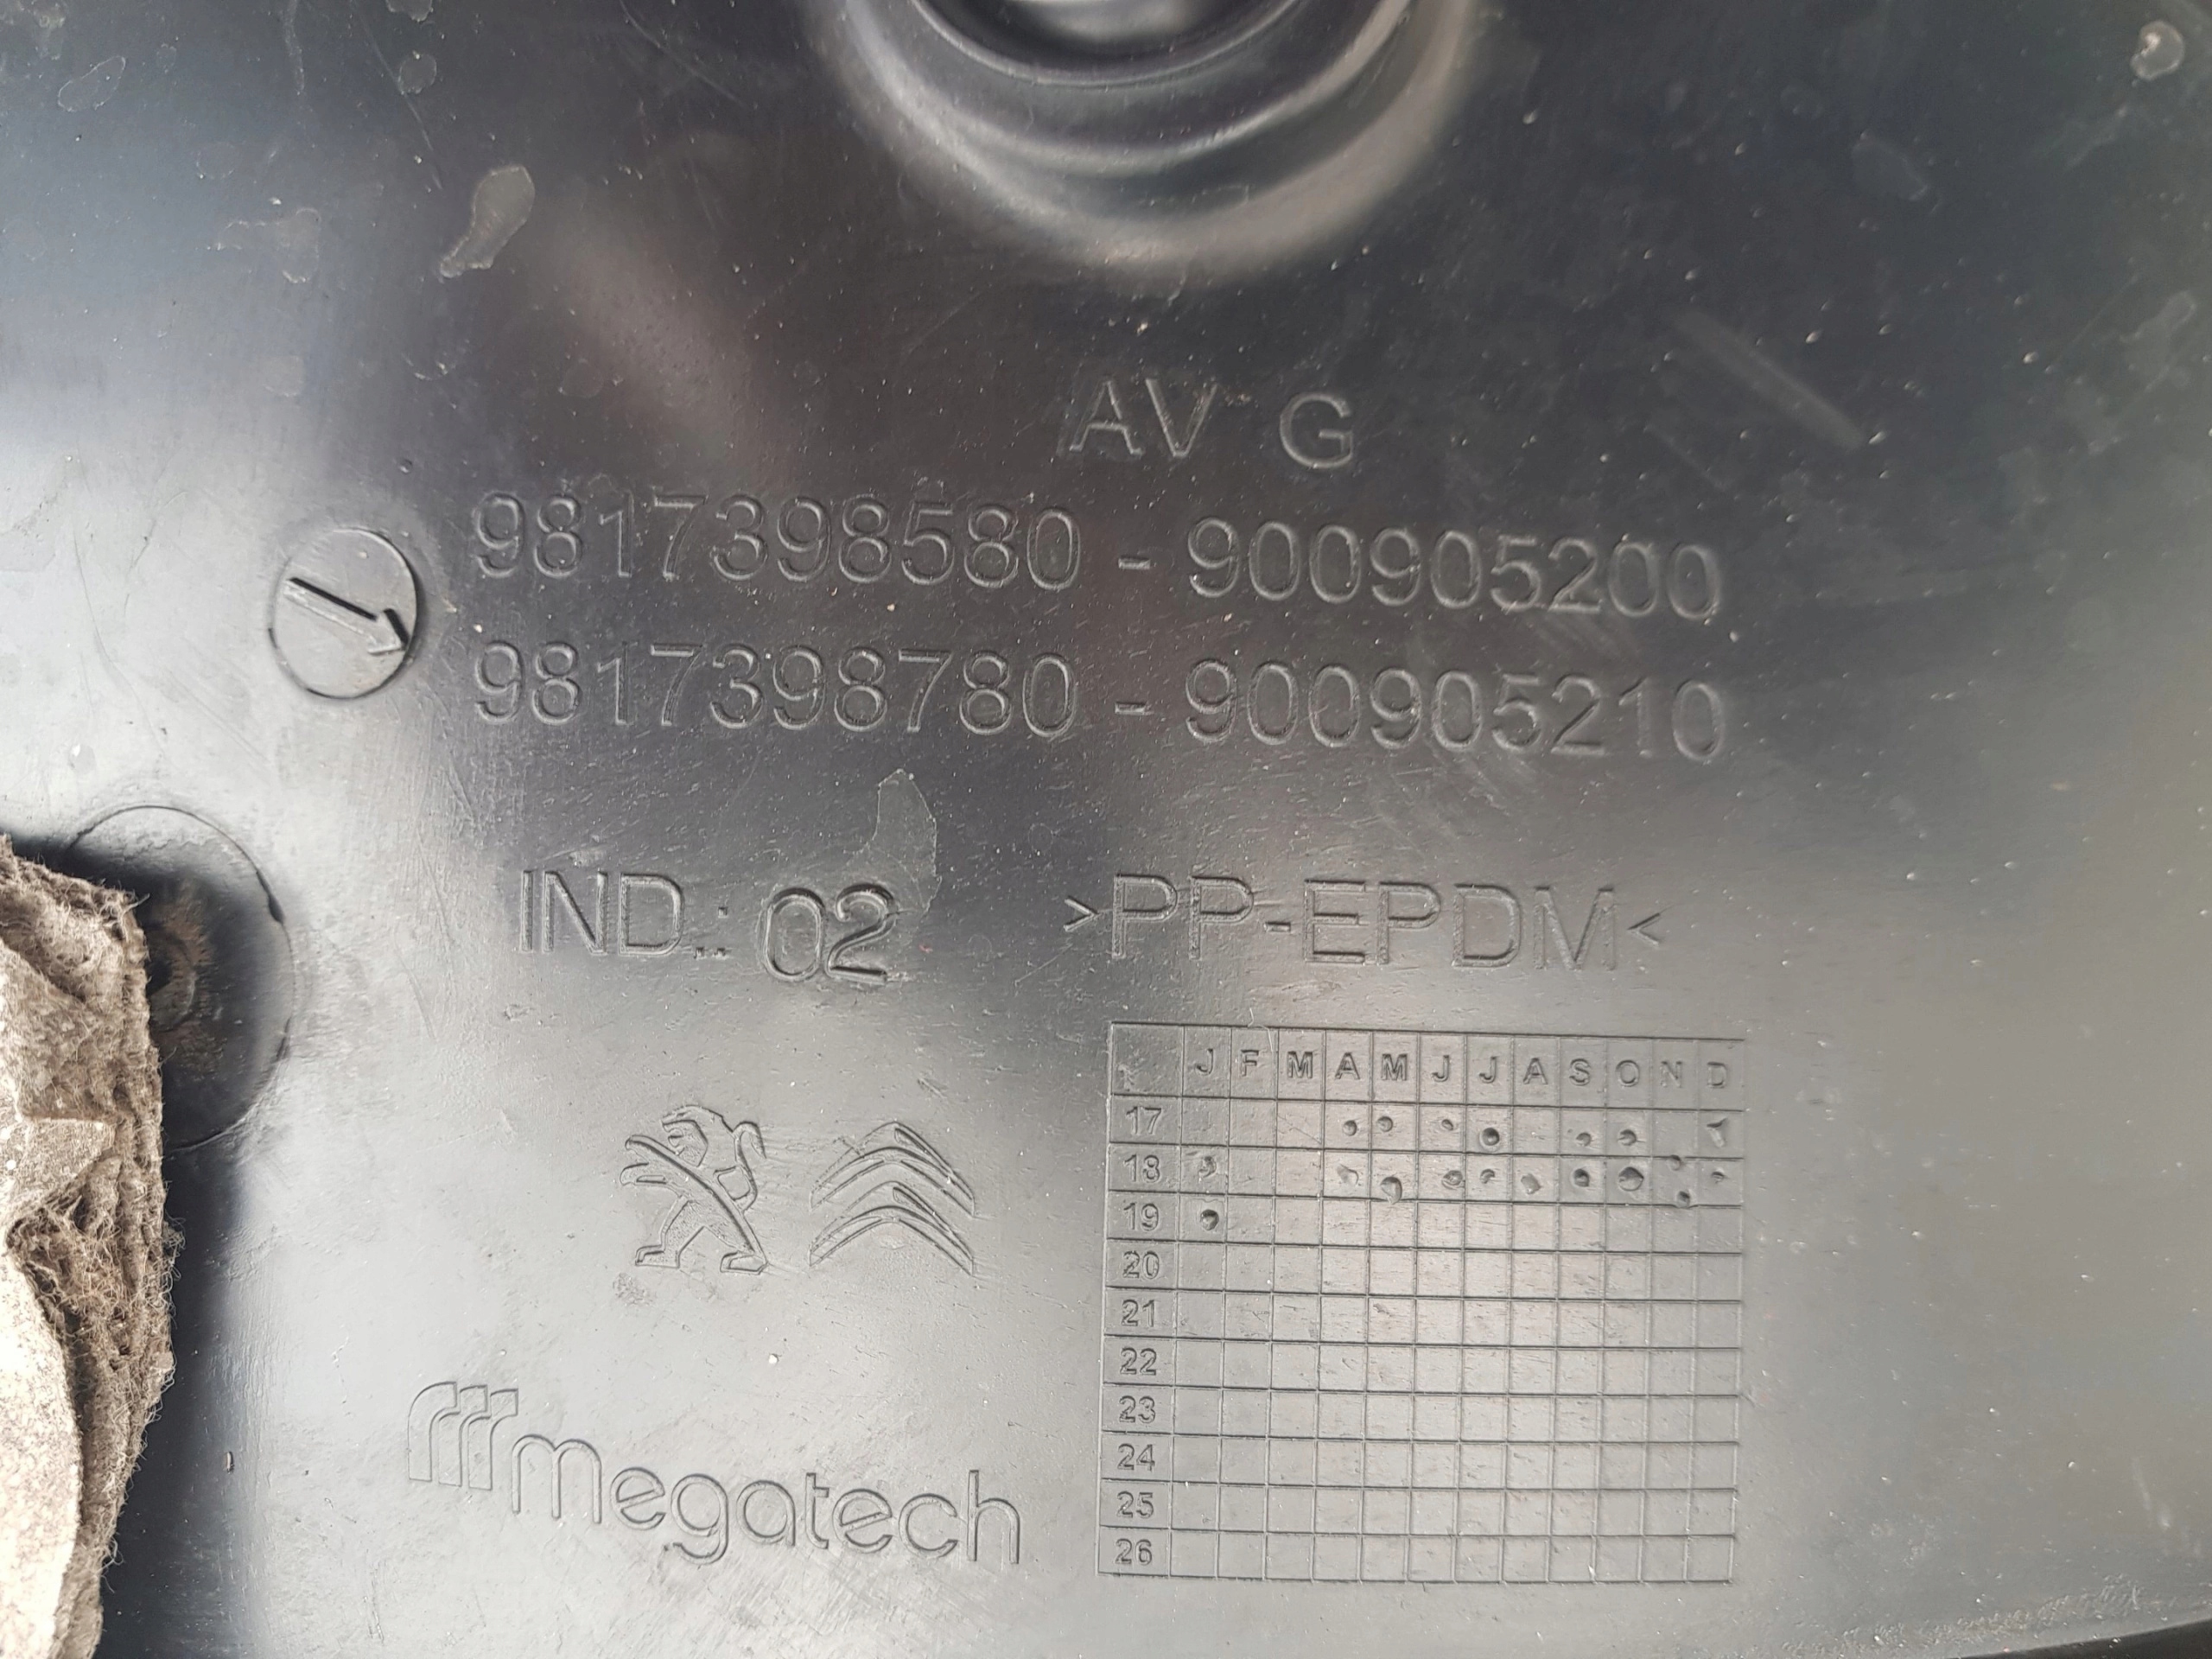 AV G
9817398580 - 900905200
9817398780 - 900905210
IND.: 02 >PP-EPDM<
J F M A M J J A S O N D
17
18
19
20
21
22
23
24
25
26
megatech